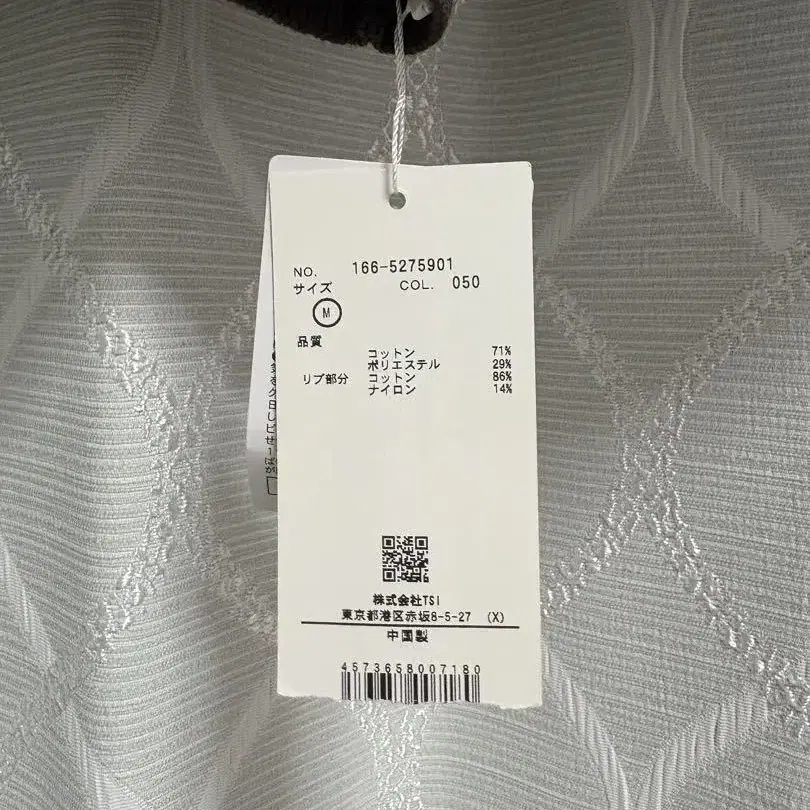 NO. 166-5275901
サイズ COL. 050
M
品質
コットン 71%
ポリエステル 29%
リブ部分 コットン 86%
ナイロン 14%
株式会社TSI
東京都港区赤坂8-5-27 (X)
中国製
4573658007180